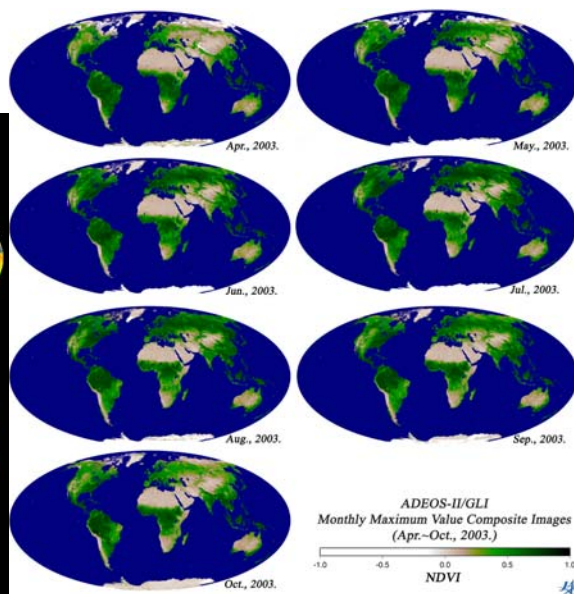 Apr., 2003.
May., 2003.
Jun., 2003.
Jul., 2003.
Aug., 2003.
Sep., 2003.
Oct., 2003.
ADEOS-II/GLI
Monthly Maximum Value Composite Images
(Apr.~Oct., 2003.)
-1.0 -0.5 0.0 0.5 1.0
NDVI